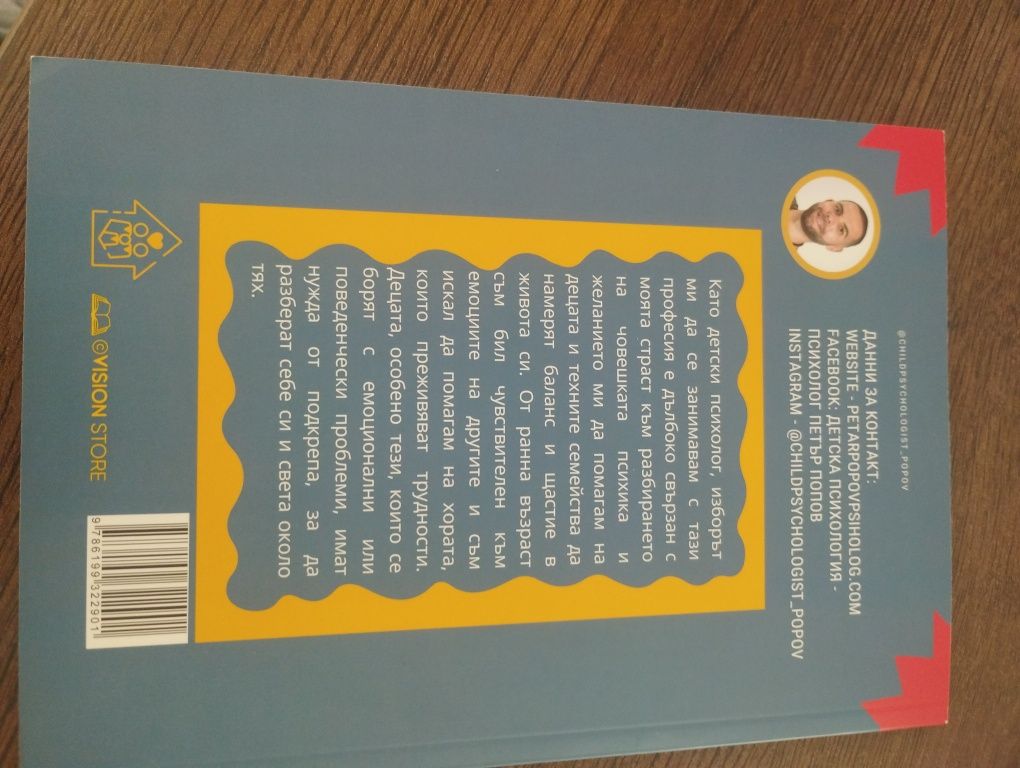 @CHILDPSYCHOLOGIST_POPOV
ДАННИ ЗА КОНТАКТ:
WEBSITE - PETARPOPOVPSIHOLOG.COM
FACEBOOK: ДЕТСКА ПСИХОЛОГИЯ -
ПСИХОЛОГ ПЕТЪР ПОПОВ
INSTAGRAM - @CHILDPSYCHOLOGIST_POPOV
Като детски психолог, изборът
ми да се занимавам с тази
професия е дълбоко свързан с
моята страст към разбирането
на човешката психика и
желанието ми да помагам на
децата и техните семейства да
намерят баланс и щастие в
живота си. От ранна възраст
съм бил чувствителен към
емоциите на другите и съм
искал да помагам на хората,
които преживяват трудности.
Децата, особено тези, които се
борят с емоционални или
поведенчески проблеми, имат
нужда от подкрепа, за да
разберат себе си и света около
тях.
©VISION STORE
9 786199 322901